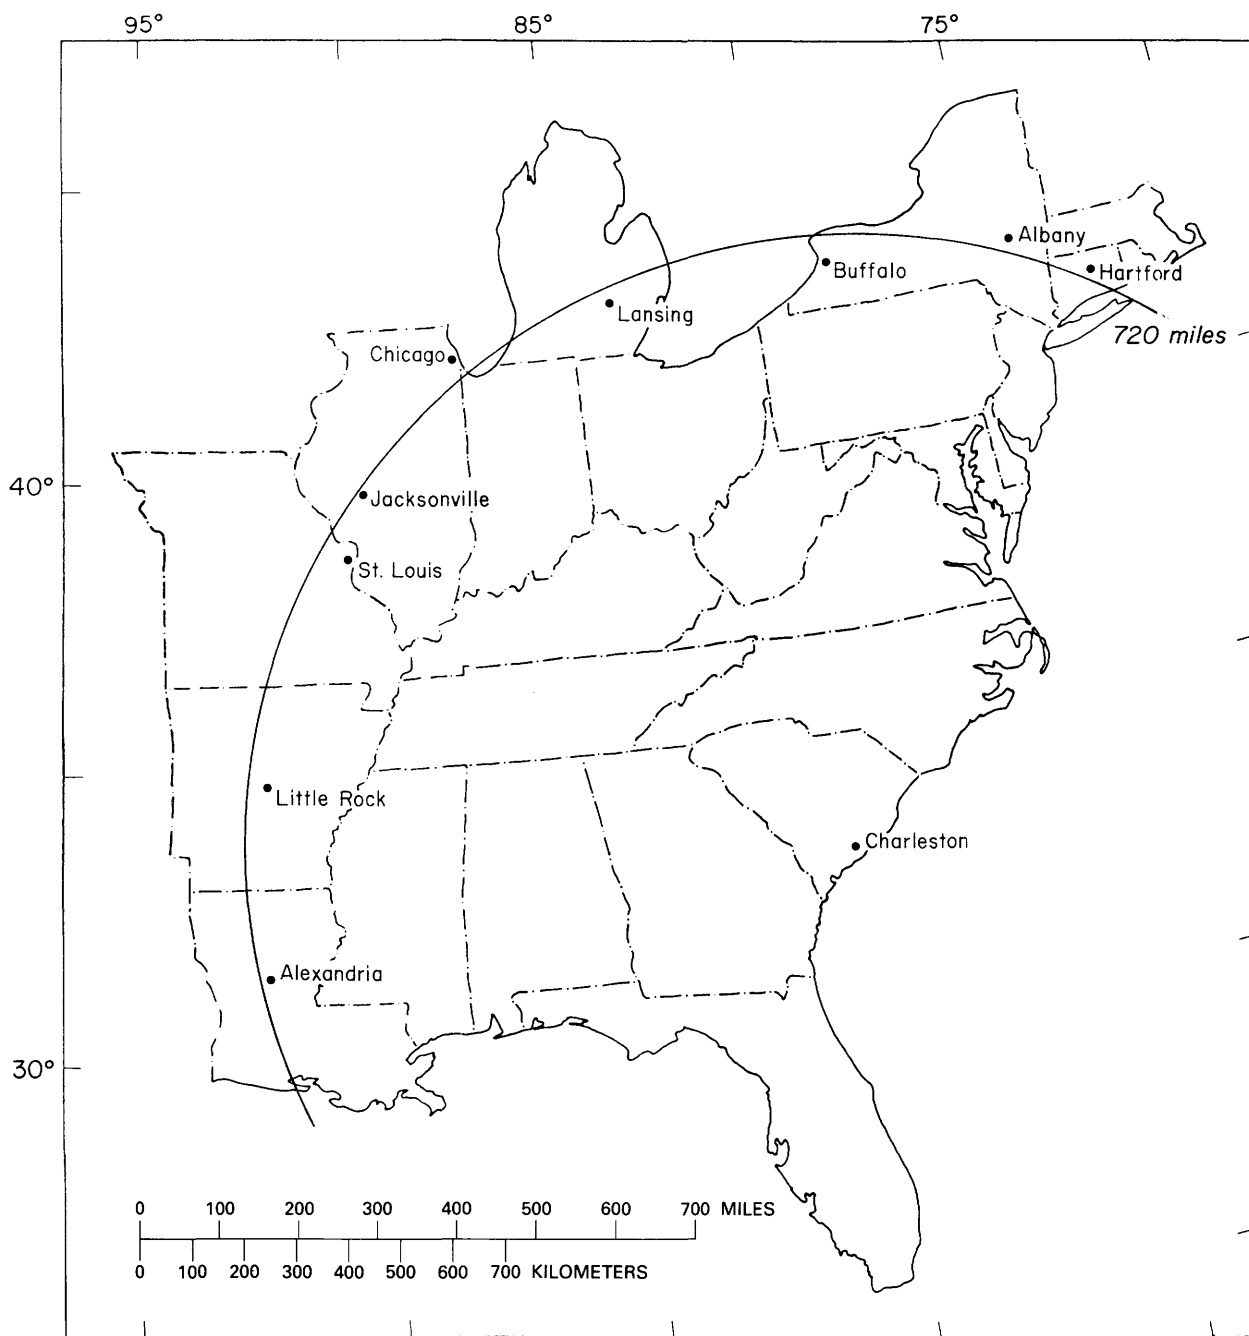 95° 85° 75°
Albany
Buffalo
Hartford
Lansing
720 miles
Chicago
40°
Jacksonville
St. Louis
Little Rock
Charleston
Alexandria
30°
0 100 200 300 400 500 600 700 MILES
0 100 200 300 400 500 600 700 KILOMETERS